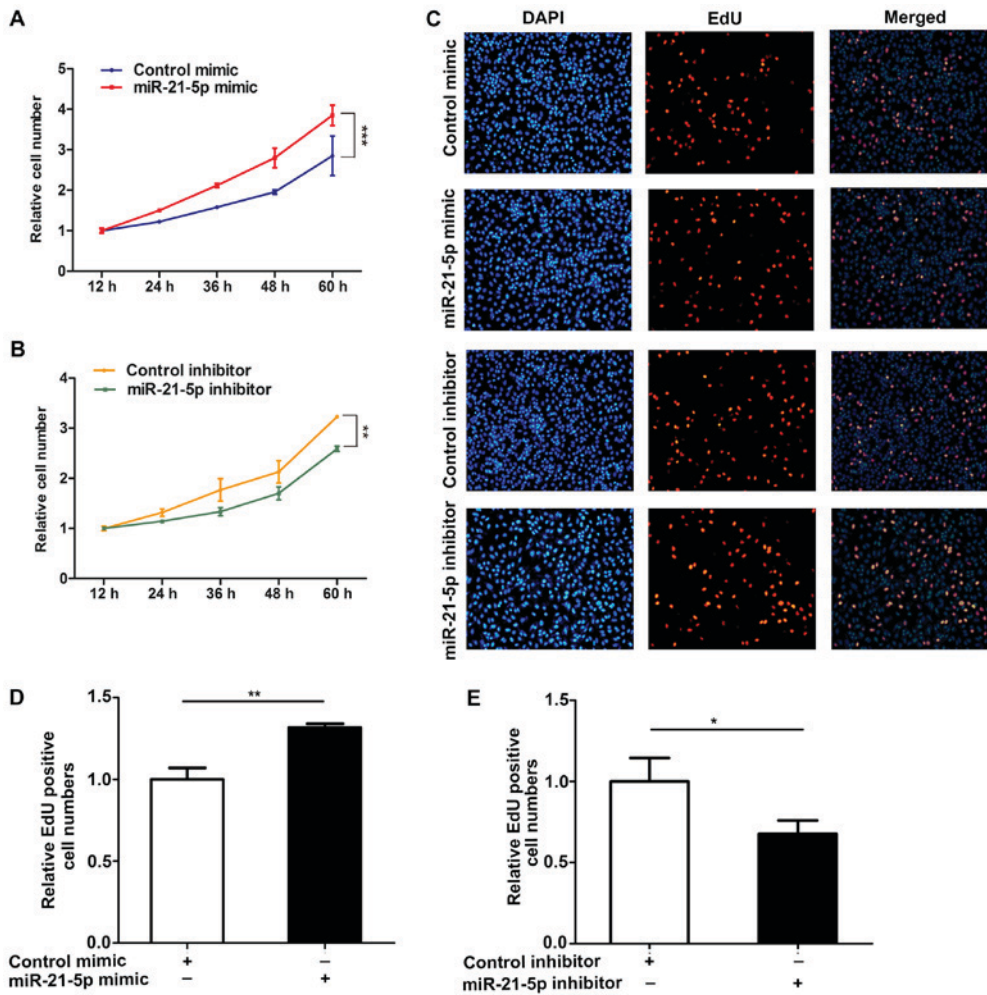 A
Control mimic
miR-21-5p mimic
Relative cell number
5
4
3
2
1
0
***
12 h 24 h 36 h 48 h 60 h
B
Control inhibitor
miR-21-5p inhibitor
Relative cell number
4
3
2
1
0
**
12 h 24 h 36 h 48 h 60 h
C
DAPI EdU Merged
Control mimic
miR-21-5p mimic
Control inhibitor
miR-21-5p inhibitor
D
Relative EdU positive
cell numbers
1.5
1.0
0.5
0.0
**
Control mimic + –
miR-21-5p mimic – +
E
Relative EdU positive
cell numbers
1.5
1.0
0.5
0.0
*
Control inhibitor + –
miR-21-5p inhibitor – +